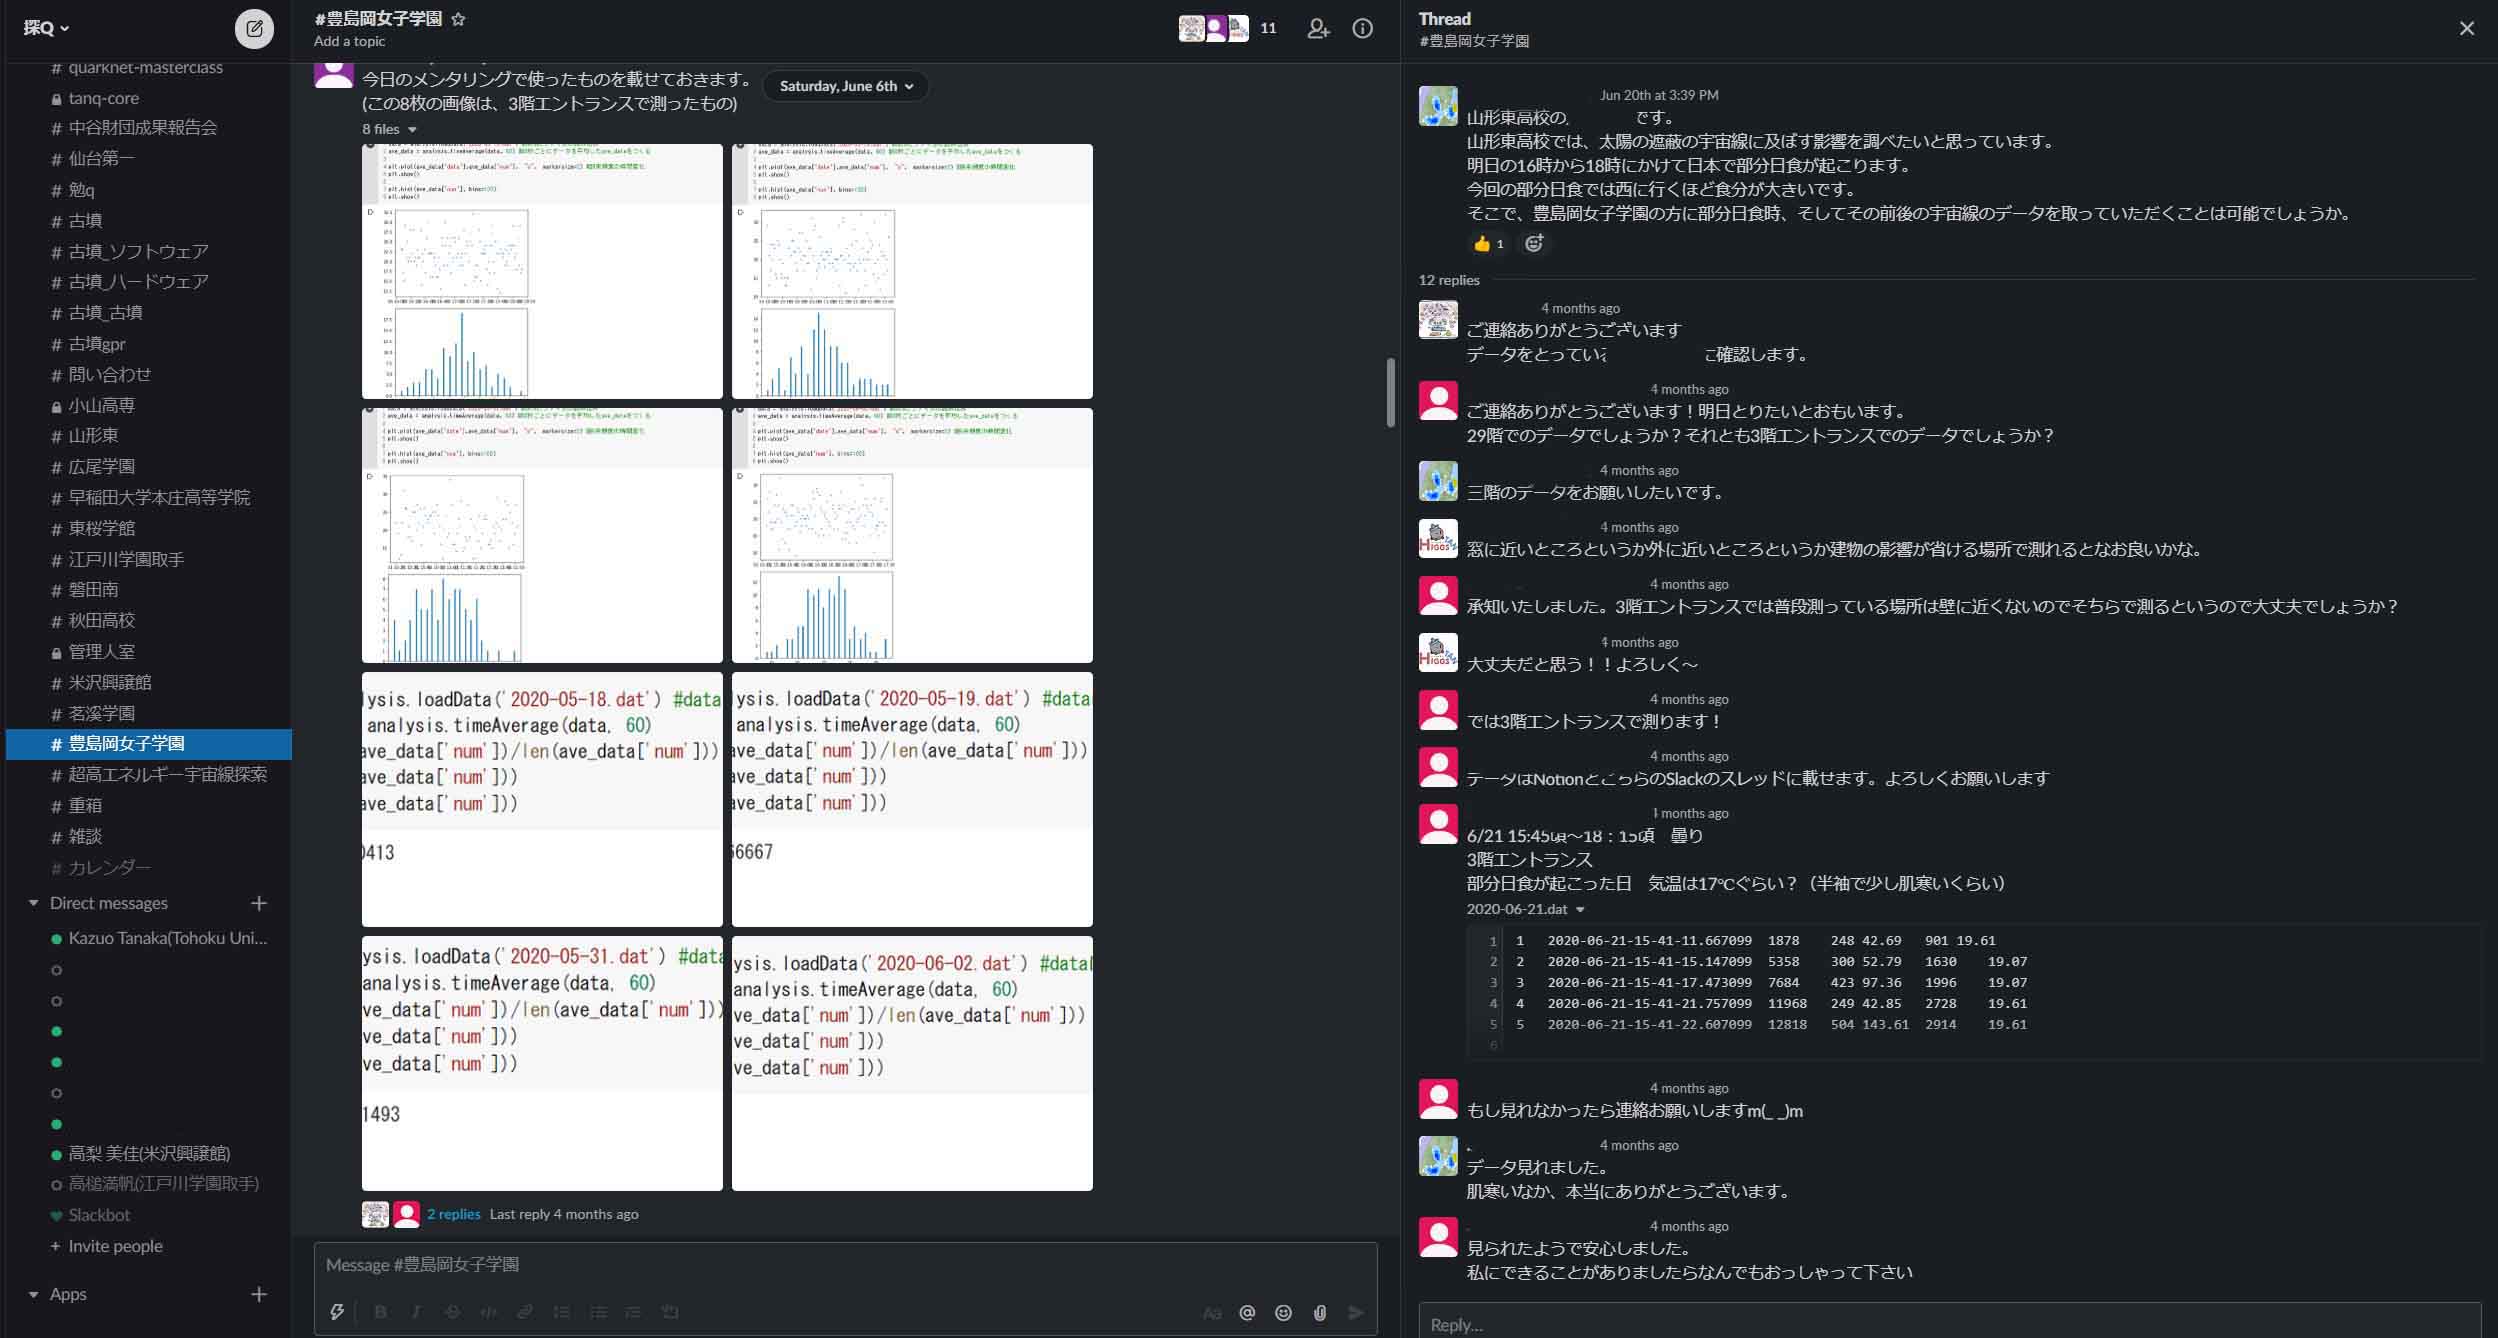 探Q
# quarknet-masterclass
tanq-core
# 中谷財団成果報告会
# 仙台第一
# 勉q
# 古墳
# 古墳_ソフトウェア
# 古墳_ハードウェア
# 古墳_古墳
# 古墳gpr
# 問い合わせ
小山高専
# 山形東
# 広尾学園
# 早稲田大学本庄高等学院
# 東桜学館
# 江戸川学園取手
# 磐田南
# 秋田高校
管理人室
# 米沢興譲館
# 茗溪学園
# 豊島岡女子学園
# 超高エネルギー宇宙線探索
# 重箱
# 雑談
# カレンダー
Direct messages +
Kazuo Tanaka(Tohoku Uni...
高梨 美佳(米沢興譲館)
高槌満帆(江戸川学園取手)
Slackbot
+ Invite people
Apps +
#豊島岡女子学園
Add a topic
11
今日のメンタリングで使ったものを載せておきます。
Saturday, June 6th
(この8枚の画像は、3階エントランスで測ったもの)
8 files
lysis.loadData('2020-05-18.dat') #data
analysis.timeAverage(data, 60)
ave_data['num'])/len(ave_data['num']))
ave_data['num']))
ave_data['num']))
0413
lysis.loadData('2020-05-19.dat') #data
analysis.timeAverage(data, 60)
ave_data['num'])/len(ave_data['num']))
ave_data['num']))
ave_data['num']))
66667
ysis.loadData('2020-05-31.dat') #data
analysis.timeAverage(data, 60)
ve_data['num'])/len(ave_data['num']))
ve_data['num']))
ve_data['num']))
1493
ysis.loadData('2020-06-02.dat') #data
analysis.timeAverage(data, 60)
ve_data['num'])/len(ave_data['num']))
ve_data['num']))
ve_data['num']))
2 replies Last reply 4 months ago
Message #豊島岡女子学園
B I Aa @
Thread
#豊島岡女子学園
Jun 20th at 3:39 PM
山形東高校の です。
山形東高校では、太陽の遮蔽の宇宙線に及ぼす影響を調べたいと思っています。
明日の16時から18時にかけて日本で部分日食が起こります。
今回の部分日食では西に行くほど食分が大きいです。
そこで、豊島岡女子学園の方に部分日食時、そしてその前後の宇宙線のデータを取っていただくことは可能でしょうか。
1
12 replies
4 months ago
ご連絡ありがとうございます
データをとってい に確認します。
4 months ago
ご連絡ありがとうございます！明日とりたいとおもいます。
29階でのデータでしょうか？それとも3階エントランスでのデータでしょうか？
4 months ago
三階のデータをお願いしたいです。
4 months ago
窓に近いところというか外に近いところというか建物の影響が省ける場所で測れるとなお良いかな。
4 months ago
承知いたしました。3階エントランスでは普段測っている場所は壁に近くないのでそちらで測るというので大丈夫でしょうか？
4 months ago
大丈夫だと思う！！よろしく〜
4 months ago
では3階エントランスで測ります！
4 months ago
データはNotionとこちらのSlackのスレッドに載せます。よろしくお願いします
4 months ago
6/21 15:45頃〜18：15頃　曇り
3階エントランス
部分日食が起こった日　気温は17℃ぐらい？（半袖で少し肌寒いくらい）
2020-06-21.dat
1 1 2020-06-21-15-41-11.667099 1878 248 42.69 901 19.61
2 2 2020-06-21-15-41-15.147099 5358 300 52.79 1630 19.07
3 3 2020-06-21-15-41-17.473099 7684 423 97.36 1996 19.07
4 4 2020-06-21-15-41-21.757099 11968 249 42.85 2728 19.61
5 5 2020-06-21-15-41-22.607099 12818 504 143.61 2914 19.61
6
4 months ago
もし見れなかったら連絡お願いしますm(_ _)m
4 months ago
データ見れました。
肌寒いなか、本当にありがとうございます。
4 months ago
見られたようで安心しました。
私にできることがありましたらなんでもおっしゃって下さい
Reply...